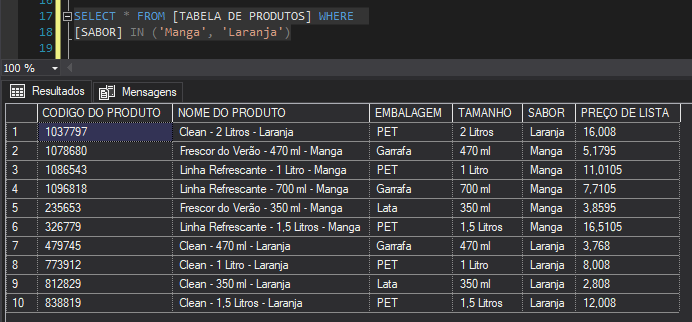 17 SELECT * FROM [TABELA DE PRODUTOS] WHERE
18 [SABOR] IN ('Manga', 'Laranja')
19
100 %
Resultados Mensagens
CODIGO DO PRODUTO NOME DO PRODUTO EMBALAGEM TAMANHO SABOR PREÇO DE LISTA
1 1037797 Clean - 2 Litros - Laranja PET 2 Litros Laranja 16,008
2 1078680 Frescor do Verão - 470 ml - Manga Garrafa 470 ml Manga 5,1795
3 1086543 Linha Refrescante - 1 Litro - Manga PET 1 Litro Manga 11,0105
4 1096818 Linha Refrescante - 700 ml - Manga Garrafa 700 ml Manga 7,7105
5 235653 Frescor do Verão - 350 ml - Manga Lata 350 ml Manga 3,8595
6 326779 Linha Refrescante - 1,5 Litros - Manga PET 1,5 Litros Manga 16,5105
7 479745 Clean - 470 ml - Laranja Garrafa 470 ml Laranja 3,768
8 773912 Clean - 1 Litro - Laranja PET 1 Litro Laranja 8,008
9 812829 Clean - 350 ml - Laranja Lata 350 ml Laranja 2,808
10 838819 Clean - 1,5 Litros - Laranja PET 1,5 Litros Laranja 12,008